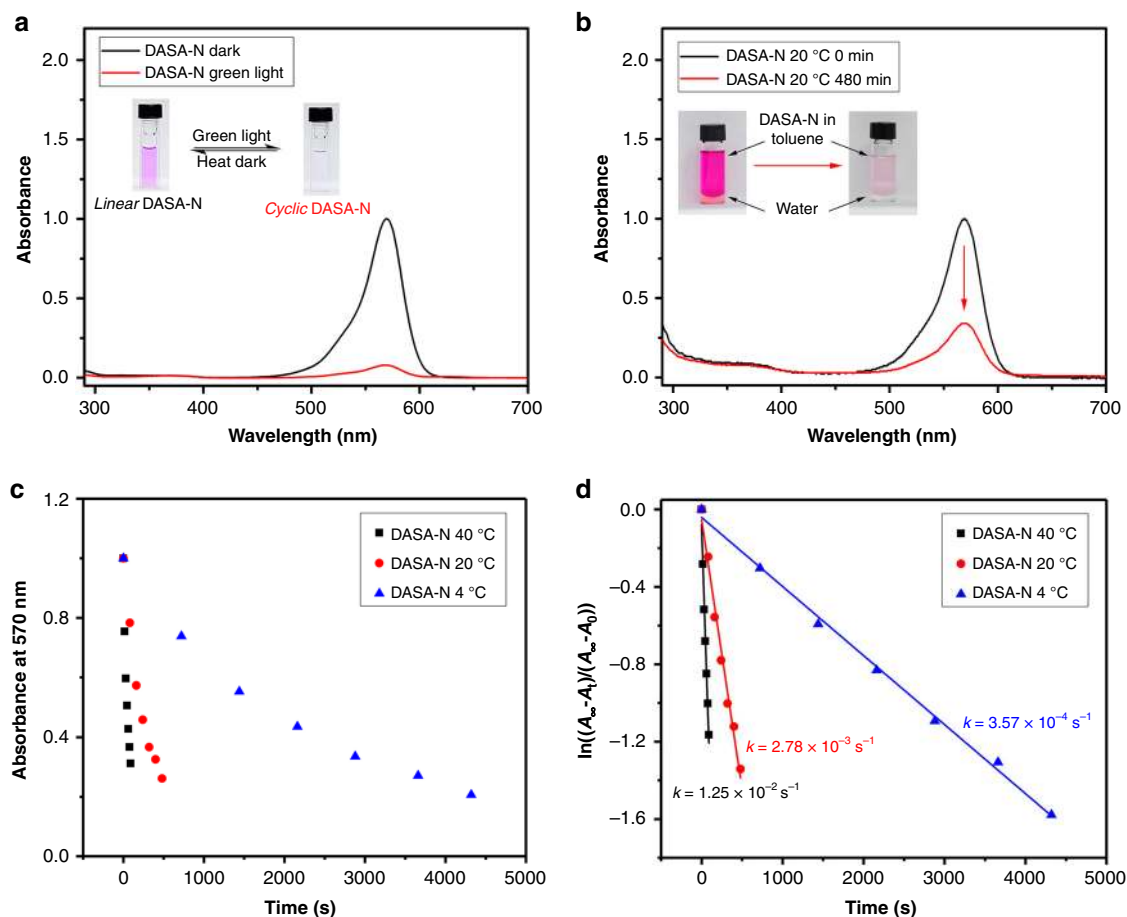 a
DASA-N dark
DASA-N green light
Green light
Heat dark
Linear DASA-N
Cyclic DASA-N
2.0
1.5
1.0
0.5
0.0
Absorbance
300 400 500 600 700
Wavelength (nm)
b
DASA-N 20 °C 0 min
DASA-N 20 °C 480 min
DASA-N in
toluene
Water
2.0
1.5
1.0
0.5
0.0
Absorbance
300 400 500 600 700
Wavelength (nm)
c
DASA-N 40 °C
DASA-N 20 °C
DASA-N 4 °C
1.2
0.8
0.4
0.0
Absorbance at 570 nm
0 1000 2000 3000 4000 5000
Time (s)
d
DASA-N 40 °C
DASA-N 20 °C
DASA-N 4 °C
k = 3.57 × 10⁻⁴ s⁻¹
k = 2.78 × 10⁻³ s⁻¹
k = 1.25 × 10⁻² s⁻¹
0.0
−0.4
−0.8
−1.2
−1.6
ln((A∞-At)/(A∞-A0))
0 1000 2000 3000 4000 5000
Time (s)